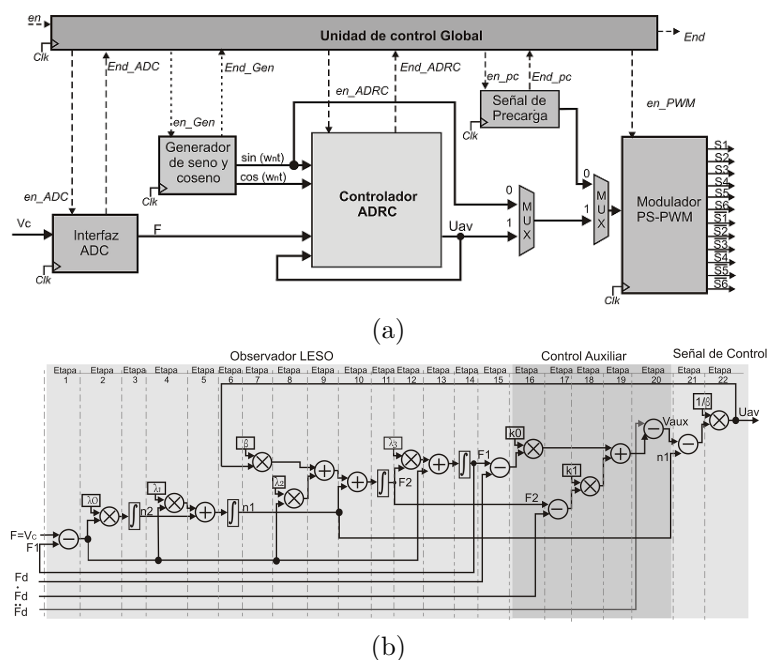 en
Unidad de control Global
End
Clk
End_ADC
End_Gen
End_ADRC
en_pc
End_pc
en_ADRC
Señal de
Precarga
Clk
en_PWM
en_Gen
Generador
de seno y
coseno
sin (wnt)
cos (wnt)
Clk
Controlador
ADRC
en_ADC
Vc
Interfaz
ADC
F
Clk
Uav
0
1
MUX
0
1
MUX
Modulador
PS-PWM
Clk
S1
S2
S3
S4
S5
S6
S1
S2
S3
S4
S5
S6
(a)
Observador LESO
Control Auxiliar
Señal de Control
Etapa 1
Etapa 2
Etapa 3
Etapa 4
Etapa 5
Etapa 6
Etapa 7
Etapa 8
Etapa 9
Etapa 10
Etapa 11
Etapa 12
Etapa 13
Etapa 14
Etapa 15
Etapa 16
Etapa 17
Etapa 18
Etapa 19
Etapa 20
Etapa 21
Etapa 22
1/β
Uav
Vaux
n1
k0
F1
β
λ3
k1
λ2
F2
F2
λ1
λ0
n2
n1
F=Vc
F1
Fd
Ḟd
F̈d
(b)